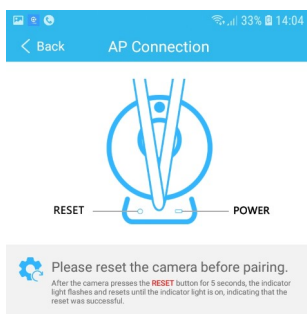 33% 14:04
Back AP Connection
RESET POWER
Please reset the camera before pairing.
After the camera presses the RESET button for 5 seconds, the indicator
light flashes and resets until the indicator light is on, indicating that the
reset was successful.